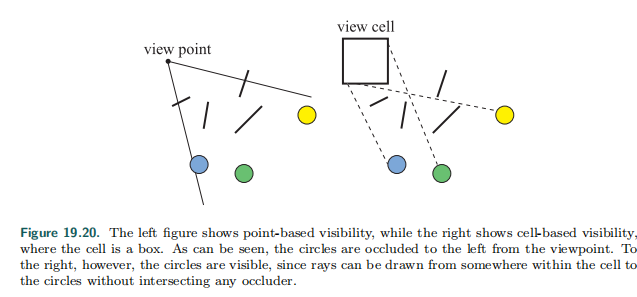 view cell
view point
Figure 19.20. The left figure shows point-based visibility, while the right shows cell-based visibility,
where the cell is a box. As can be seen, the circles are occluded to the left from the viewpoint. To
the right, however, the circles are visible, since rays can be drawn from somewhere within the cell to
the circles without intersecting any occluder.